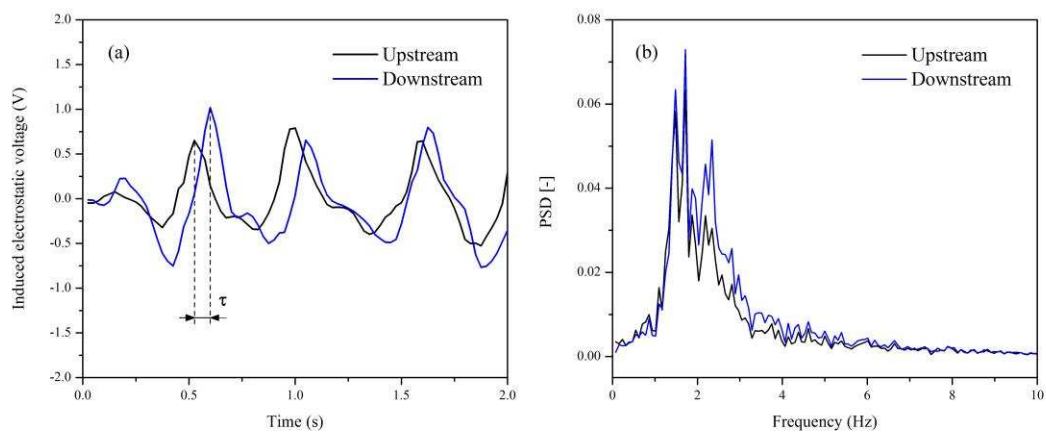 (a)
Upstream
Downstream
τ
2.0
1.5
1.0
0.5
0.0
-0.5
-1.0
-1.5
-2.0
Induced electrostatic voltage (V)
0.0
0.5
1.0
1.5
2.0
Time (s)
(b)
Upstream
Downstream
0.08
0.06
0.04
0.02
0.00
PSD [-]
0
2
4
6
8
10
Frequency (Hz)